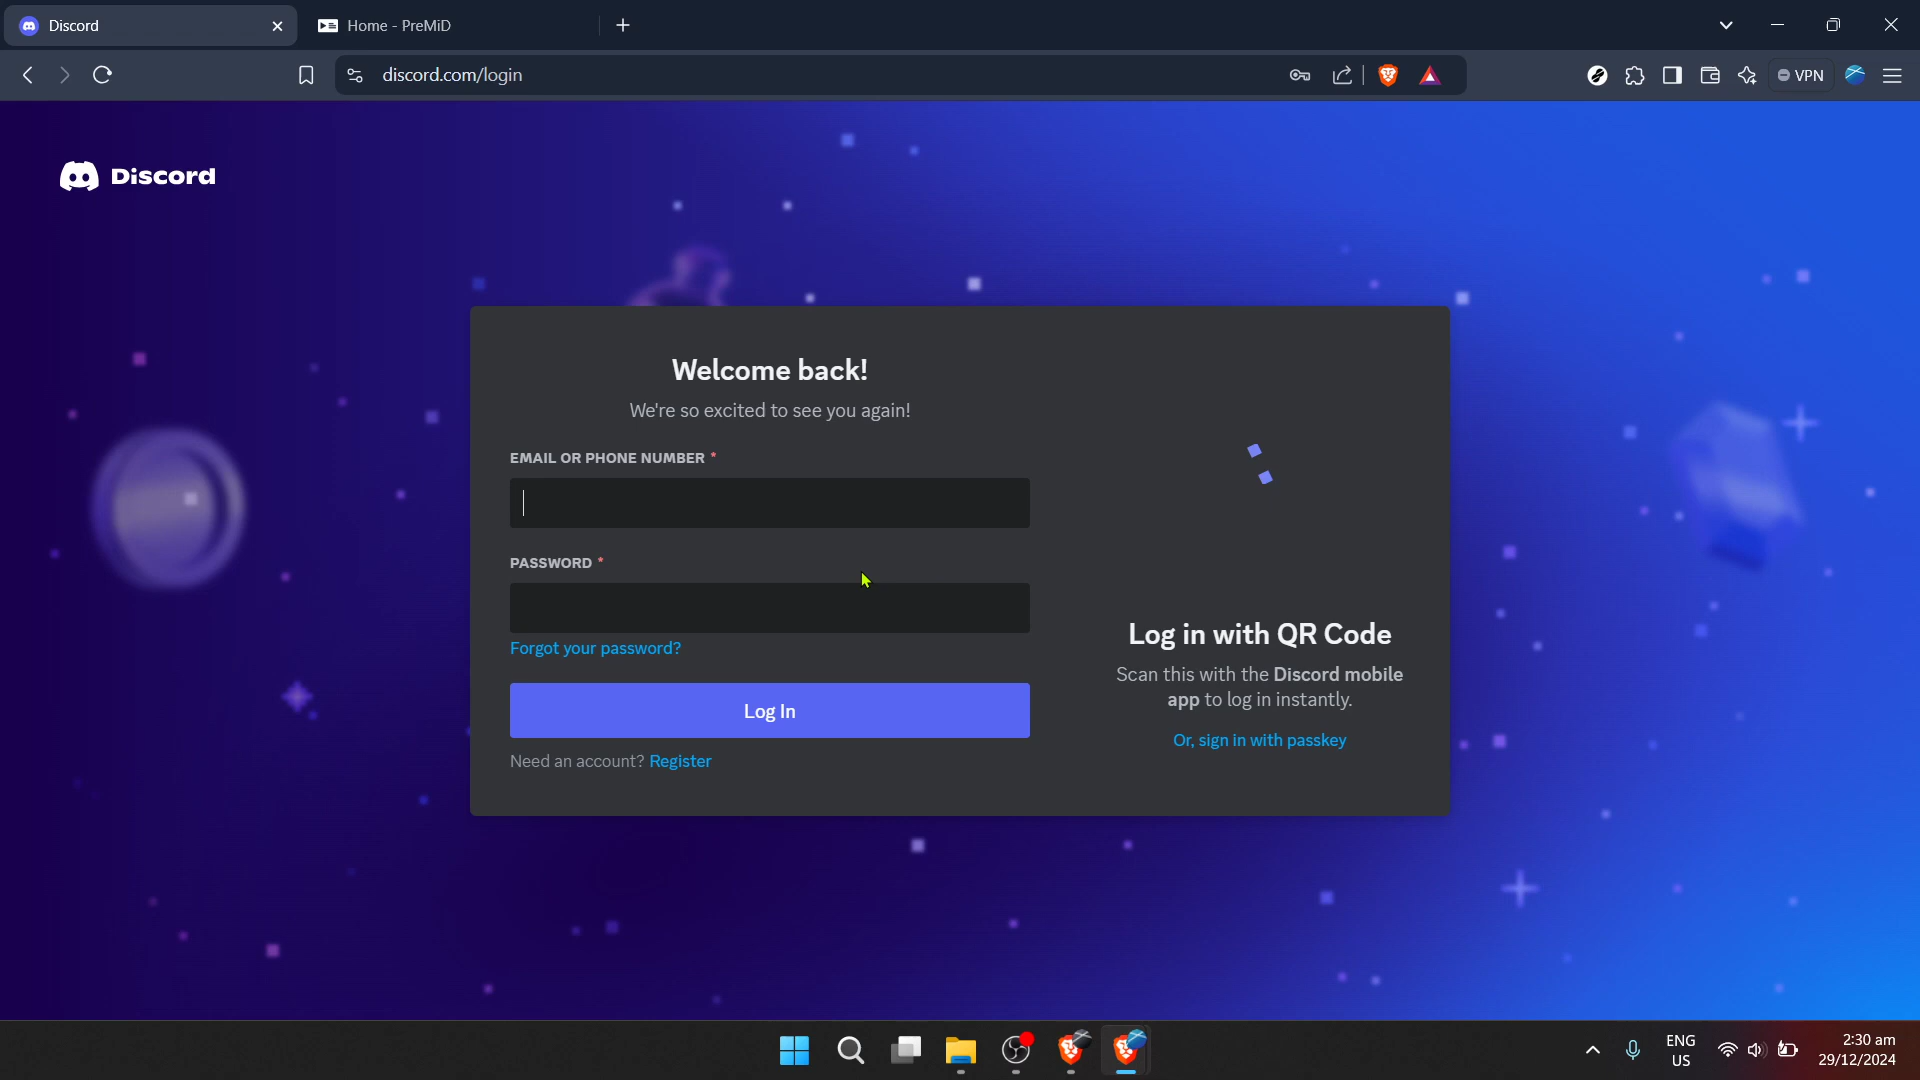 Discord
Home - PreMiD
discord.com/login
VPN
Discord
Welcome back!
We're so excited to see you again!
EMAIL OR PHONE NUMBER *
PASSWORD *
Forgot your password?
Log In
Need an account? Register
Log in with QR Code
Scan this with the Discord mobile
app to log in instantly.
Or, sign in with passkey
ENG
US
2:30 am
29/12/2024